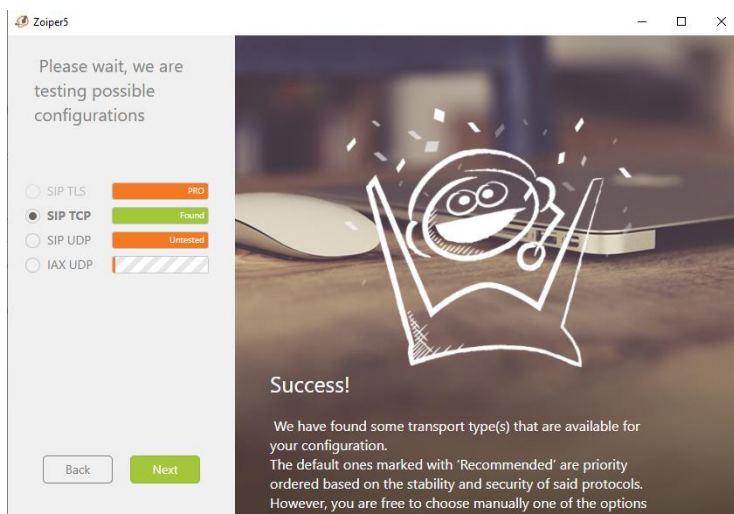 Zoiper5
Please wait, we are
testing possible
configurations
SIP TLS PRO
SIP TCP Found
SIP UDP Untested
IAX UDP
Back Next
Success!
We have found some transport type(s) that are available for
your configuration.
The default ones marked with 'Recommended' are priority
ordered based on the stability and security of said protocols.
However, you are free to choose manually one of the options